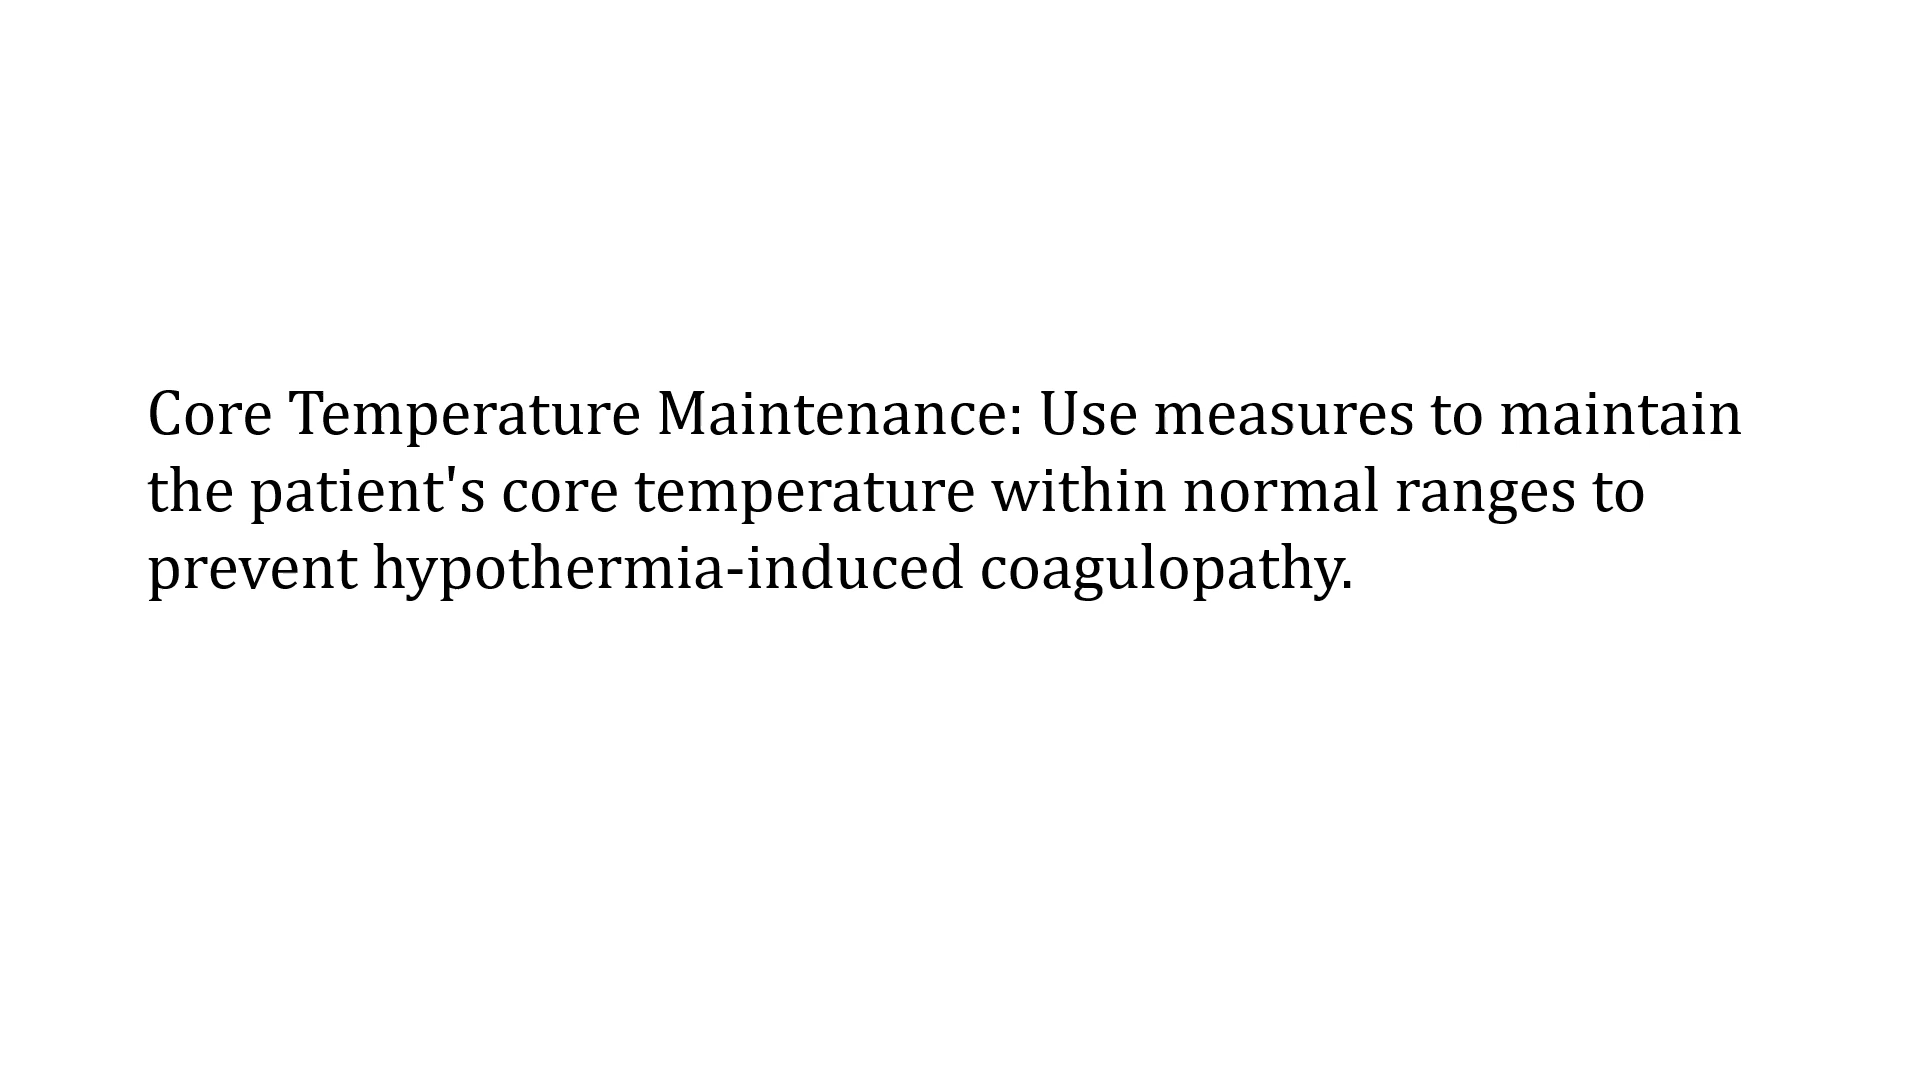 Core Temperature Maintenance: Use measures to maintain
the patient's core temperature within normal ranges to
prevent hypothermia-induced coagulopathy.